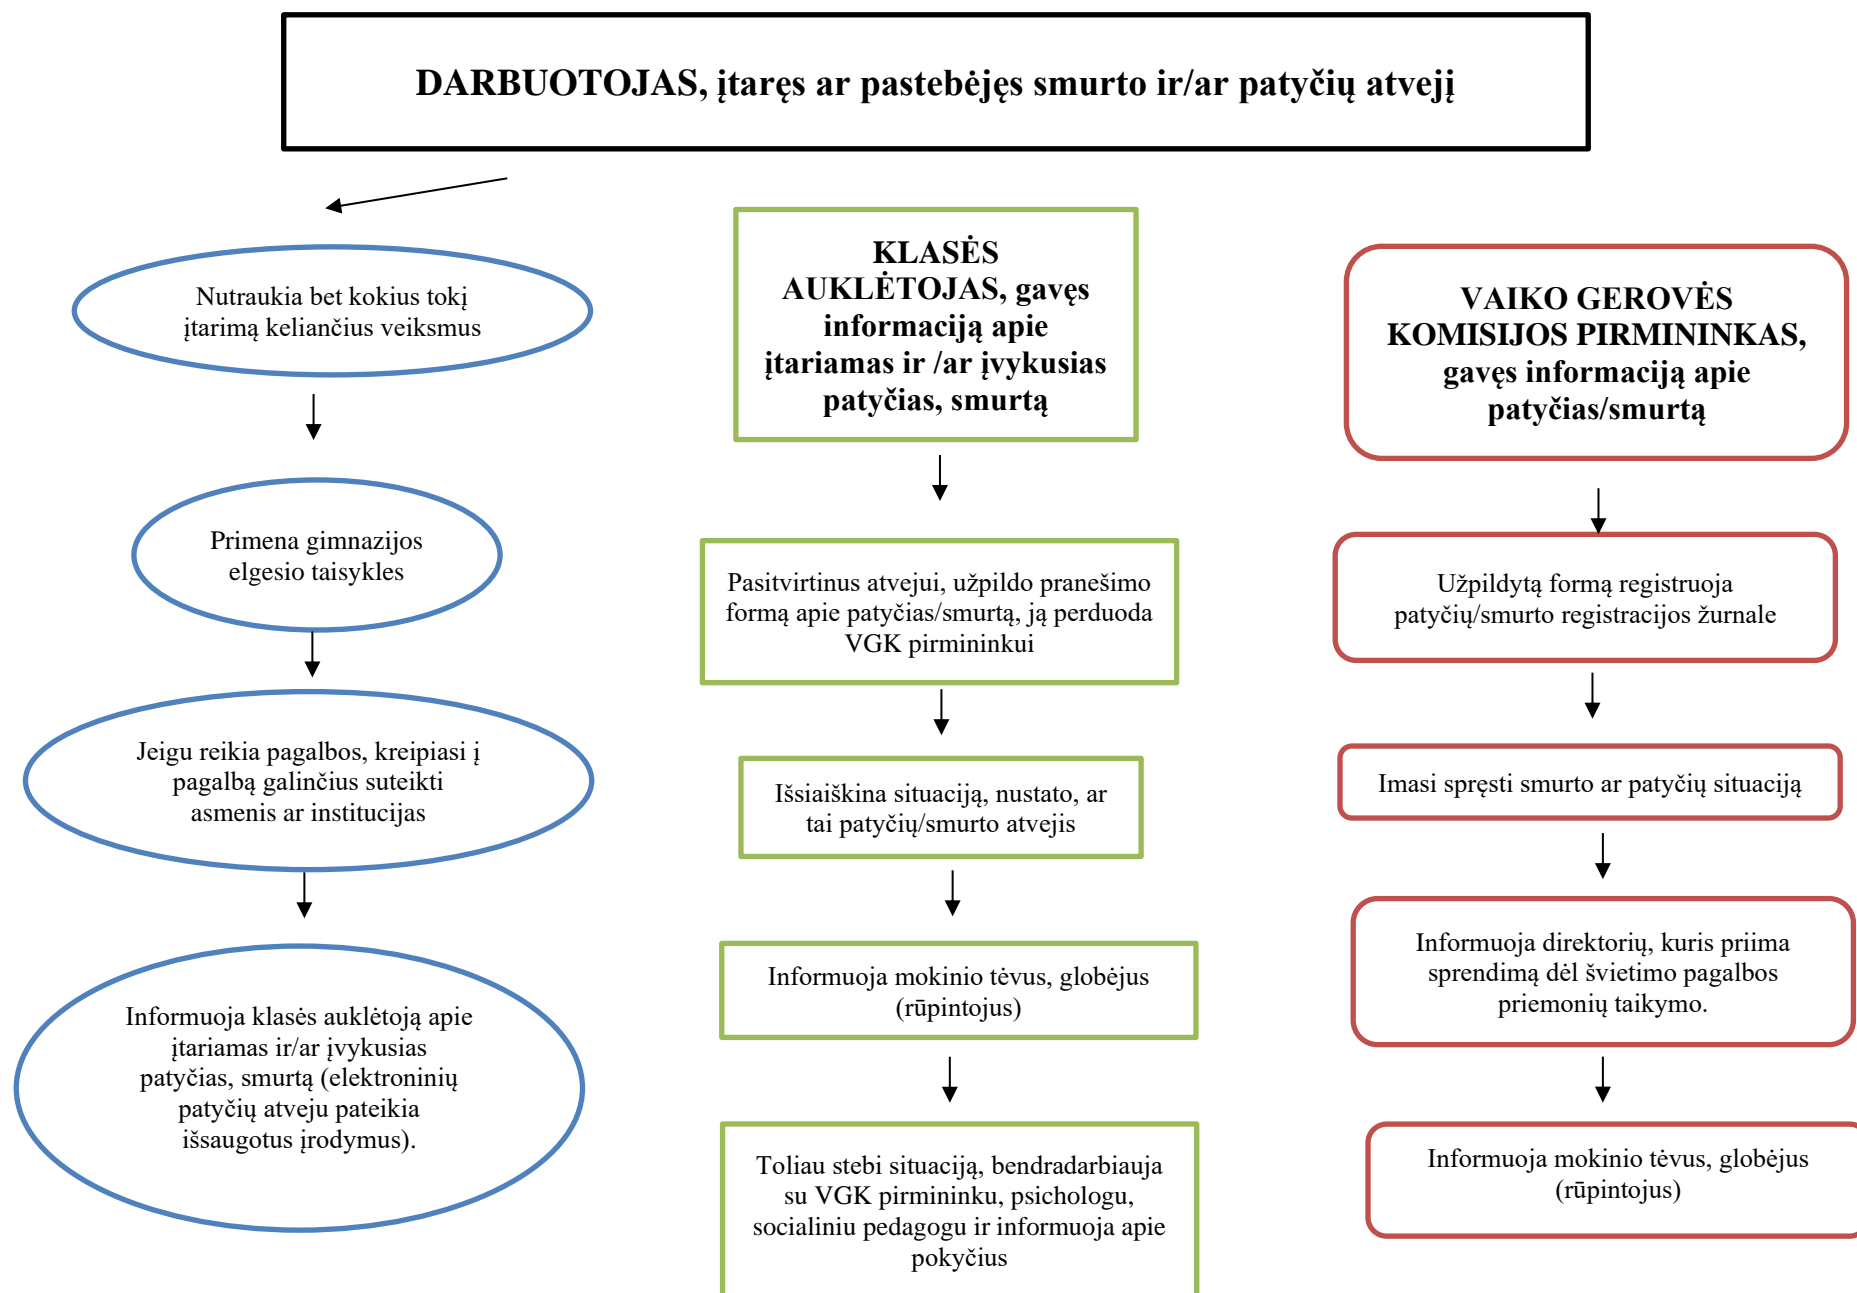 DARBUOTOJAS, įtaręs ar pastebėjęs smurto ir/ar patyčių atvejį
Nutraukia bet kokius tokį
įtarimą keliančius veiksmus
Primena gimnazijos
elgesio taisykles
Jeigu reikia pagalbos, kreipiasi į
pagalbą galinčius suteikti
asmenis ar institucijas
Informuoja klasės auklėtoją apie
įtariamas ir/ar įvykusias
patyčias, smurtą (elektroninių
patyčių atveju pateikia
išsaugotus įrodymus).
KLASĖS
AUKLĖTOJAS, gavęs
informaciją apie
įtariamas ir /ar įvykusias
patyčias, smurtą
Pasitvirtinus atvejui, užpildo pranešimo
formą apie patyčias/smurtą, ją perduoda
VGK pirmininkui
Išsiaiškina situaciją, nustato, ar
tai patyčių/smurto atvejis
Informuoja mokinio tėvus, globėjus
(rūpintojus)
Toliau stebi situaciją, bendradarbiauja
su VGK pirmininku, psichologu,
socialiniu pedagogu ir informuoja apie
pokyčius
VAIKO GEROVĖS
KOMISIJOS PIRMININKAS,
gavęs informaciją apie
patyčias/smurtą
Užpildytą formą registruoja
patyčių/smurto registracijos žurnale
Imasi spręsti smurto ar patyčių situaciją
Informuoja direktorių, kuris priima
sprendimą dėl švietimo pagalbos
priemonių taikymo.
Informuoja mokinio tėvus, globėjus
(rūpintojus)